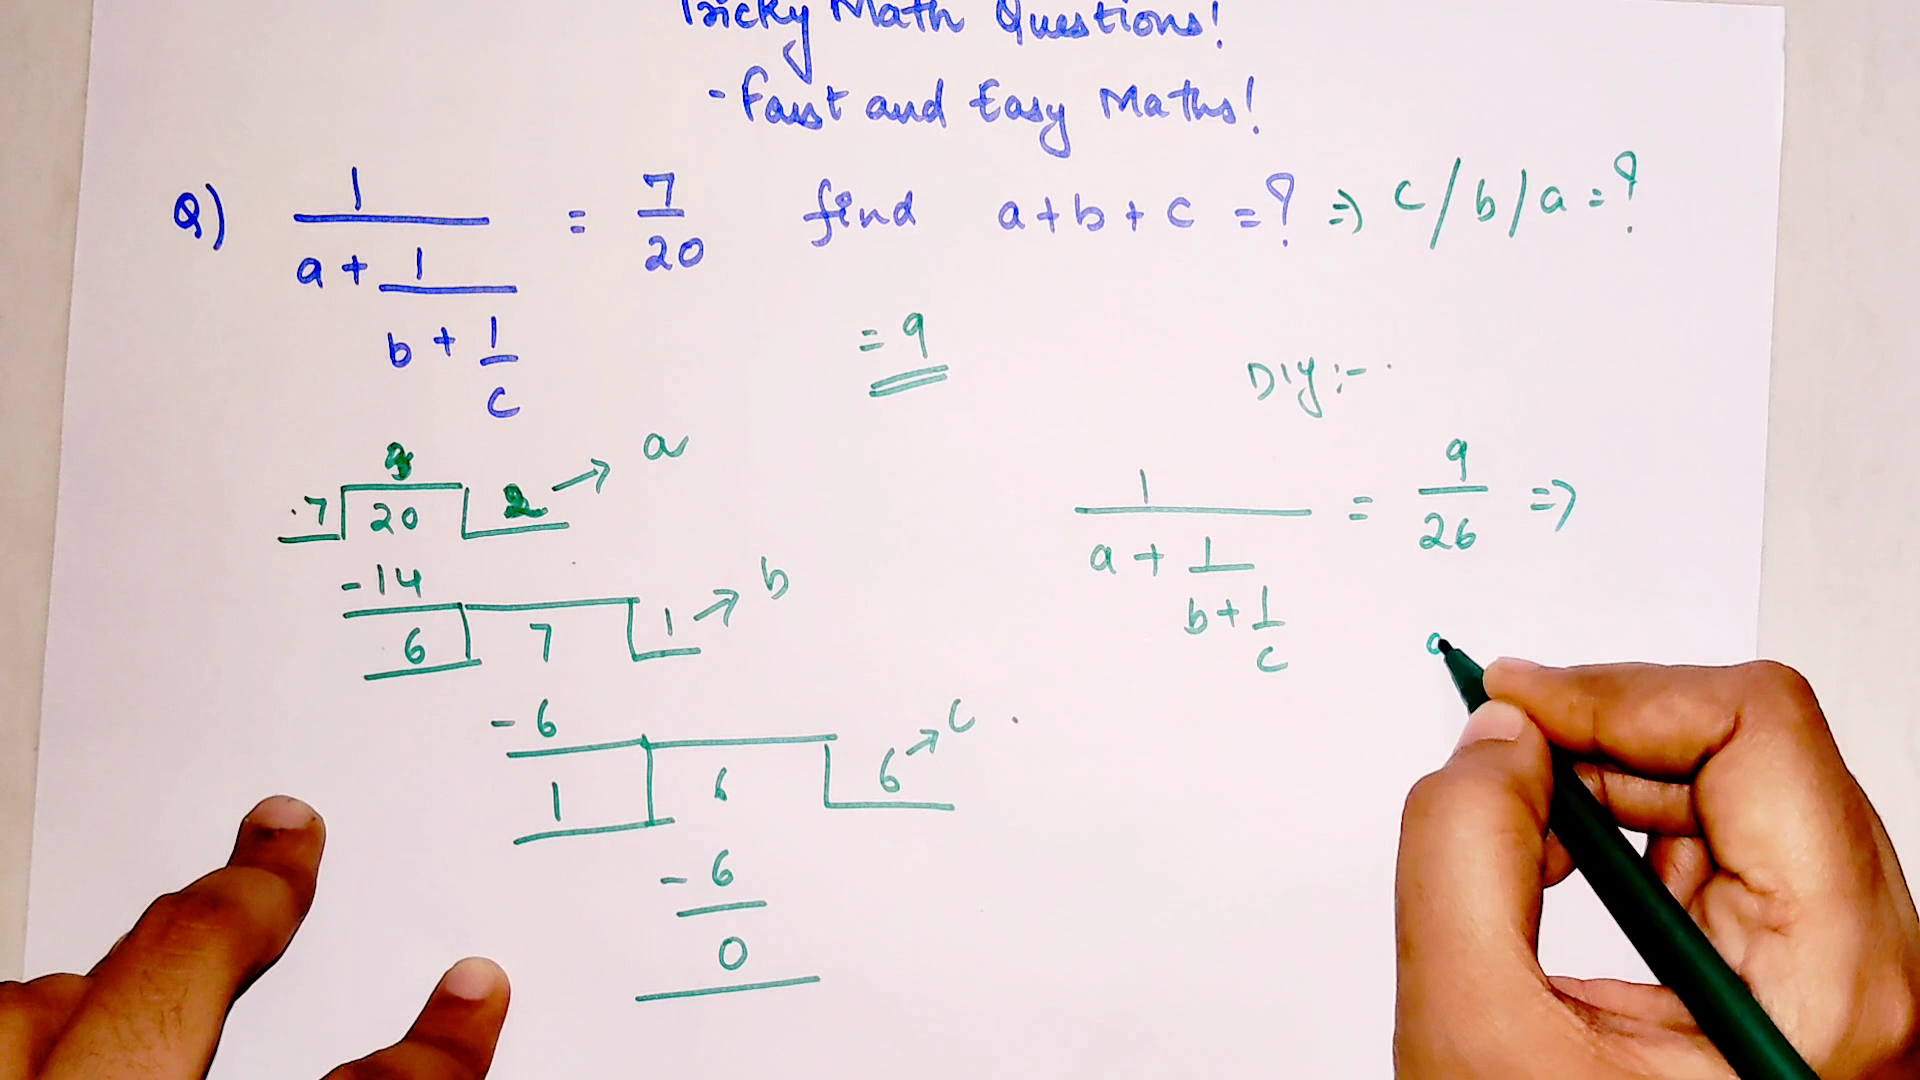 Tricky Math Questions!
- Fast and Easy Maths!
Q) 1 / (a + 1 / (b + 1/c)) = 7/20 find a+b+c =? => c/b/a=?
= 9
DIY:-
7 20 2 → a
-14
6 7 1 → b
-6
1 6 6 → c
-6
0
1 / (a + 1 / (b + 1/c)) = 9/26 =>